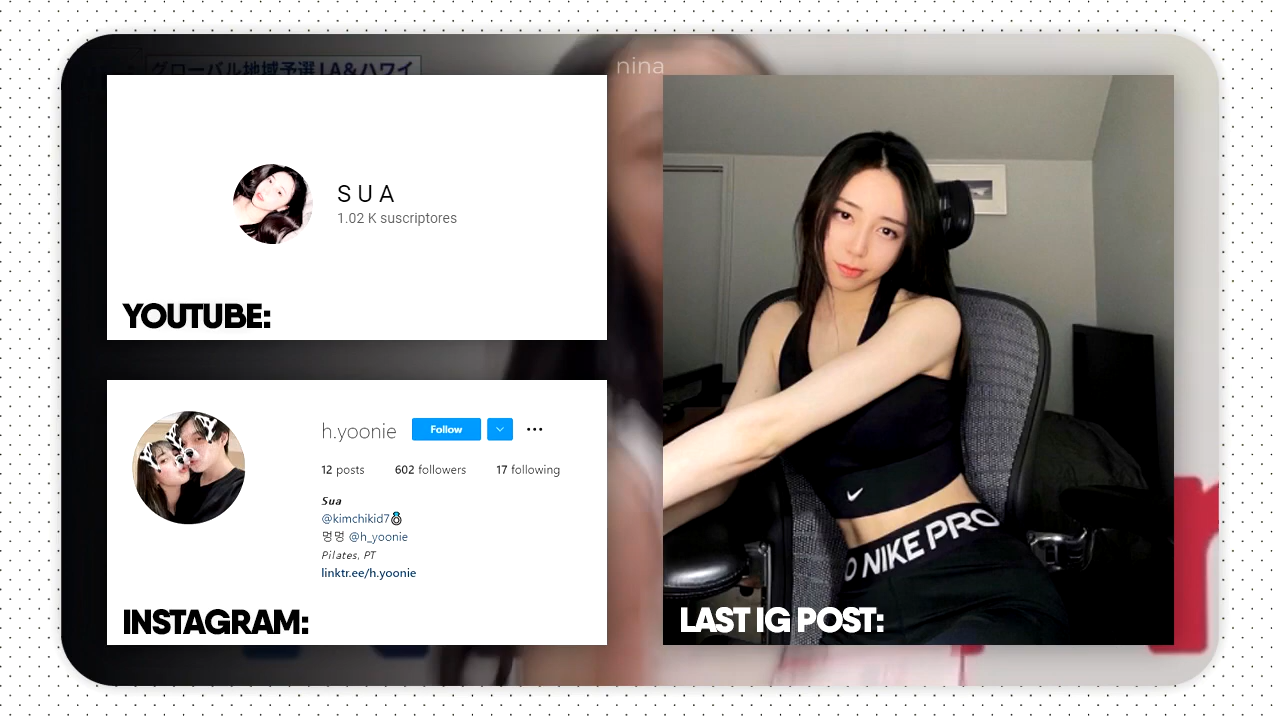 グローバル地域予選 LA&ハワイ
nina
S U A
1.02 K suscriptores
YOUTUBE:
h.yoonie
Follow
12 posts 602 followers 17 following
Sua
@kimchikid7💍
멍멍 @h_yoonie
Pilates, PT
linktr.ee/h.yoonie
INSTAGRAM:
O NIKE PRO
LAST IG POST: